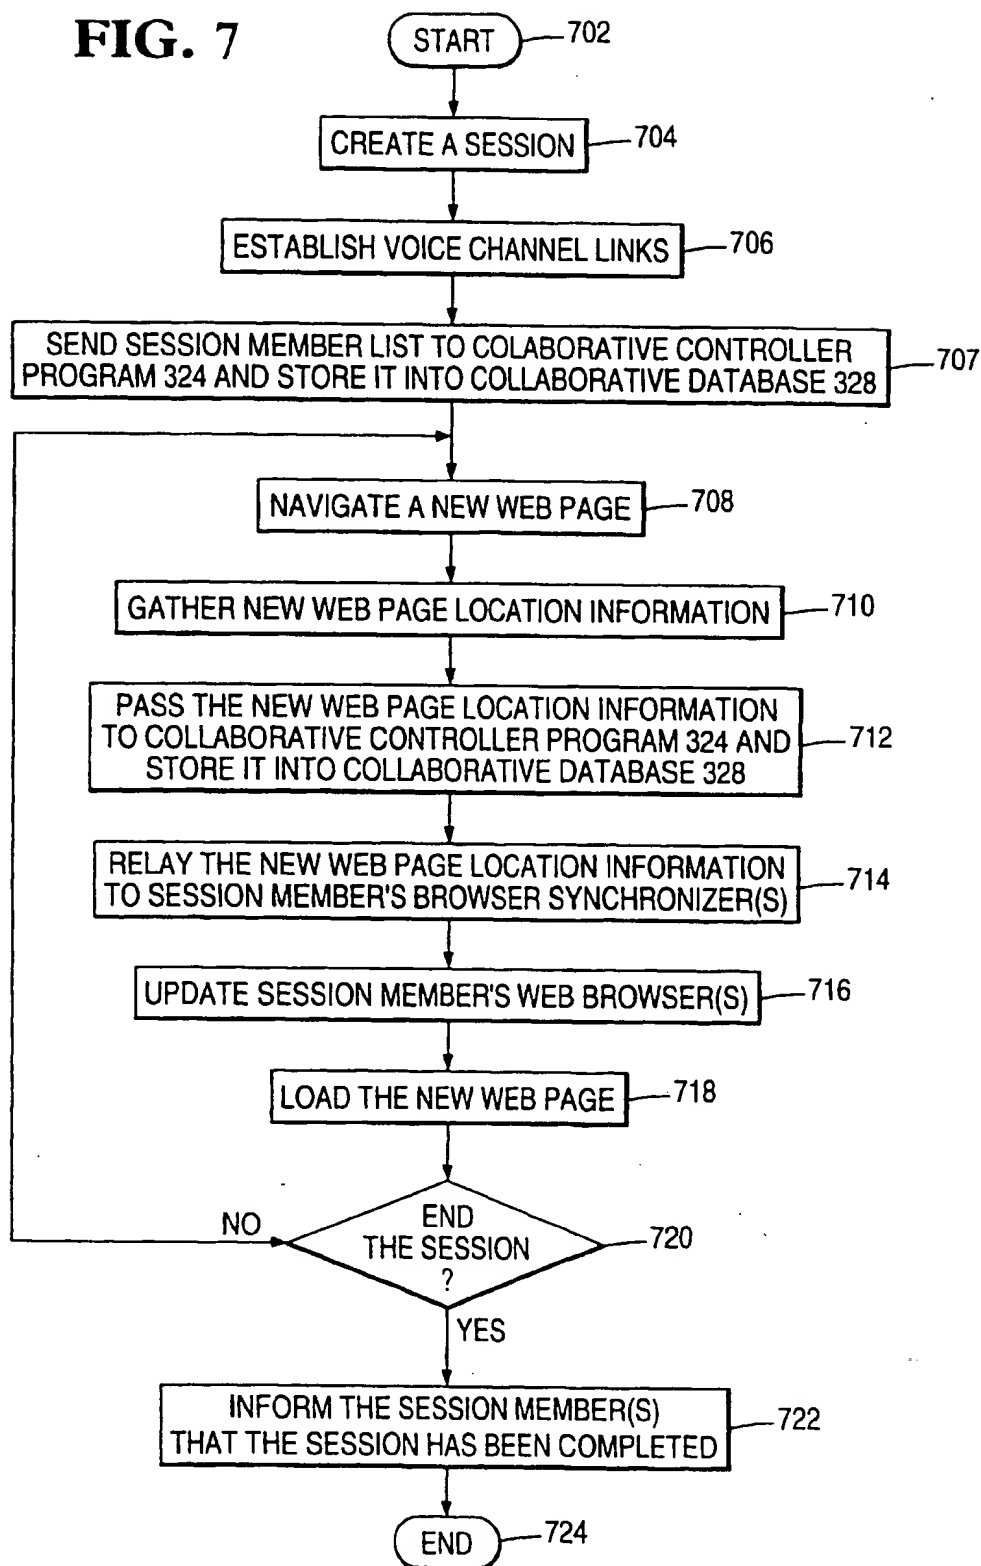 FIG. 7
START
702
CREATE A SESSION
704
ESTABLISH VOICE CHANNEL LINKS
706
SEND SESSION MEMBER LIST TO COLABORATIVE CONTROLLER
PROGRAM 324 AND STORE IT INTO COLLABORATIVE DATABASE 328
707
NAVIGATE A NEW WEB PAGE
708
GATHER NEW WEB PAGE LOCATION INFORMATION
710
PASS THE NEW WEB PAGE LOCATION INFORMATION
TO COLLABORATIVE CONTROLLER PROGRAM 324 AND
STORE IT INTO COLLABORATIVE DATABASE 328
712
RELAY THE NEW WEB PAGE LOCATION INFORMATION
TO SESSION MEMBER'S BROWSER SYNCHRONIZER(S)
714
UPDATE SESSION MEMBER'S WEB BROWSER(S)
716
LOAD THE NEW WEB PAGE
718
NO
END
THE SESSION
?
720
YES
INFORM THE SESSION MEMBER(S)
THAT THE SESSION HAS BEEN COMPLETED
722
END
724